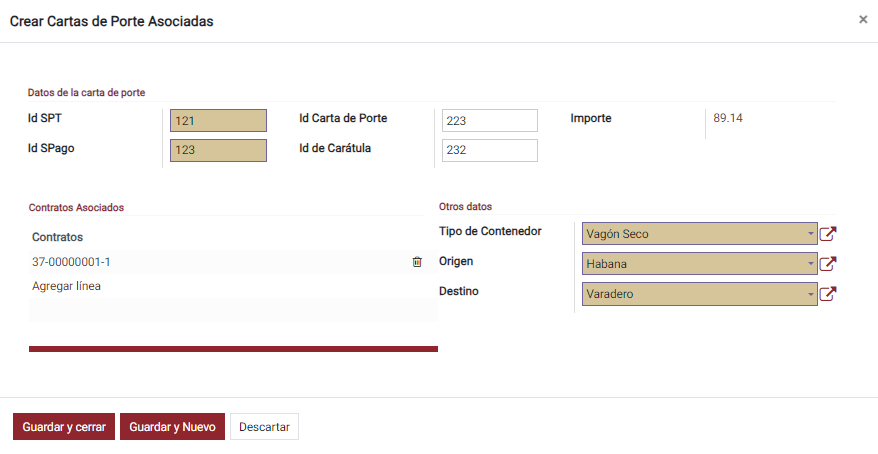 Crear Cartas de Porte Asociadas
×
Datos de la carta de porte
Id SPT 121 Id Carta de Porte 223 Importe 89.14
Id SPago 123 Id de Carátula 232
Contratos Asociados
Contratos
37-00000001-1
Agregar línea
Otros datos
Tipo de Contenedor Vagón Seco
Origen Habana
Destino Varadero
Guardar y cerrar Guardar y Nuevo Descartar